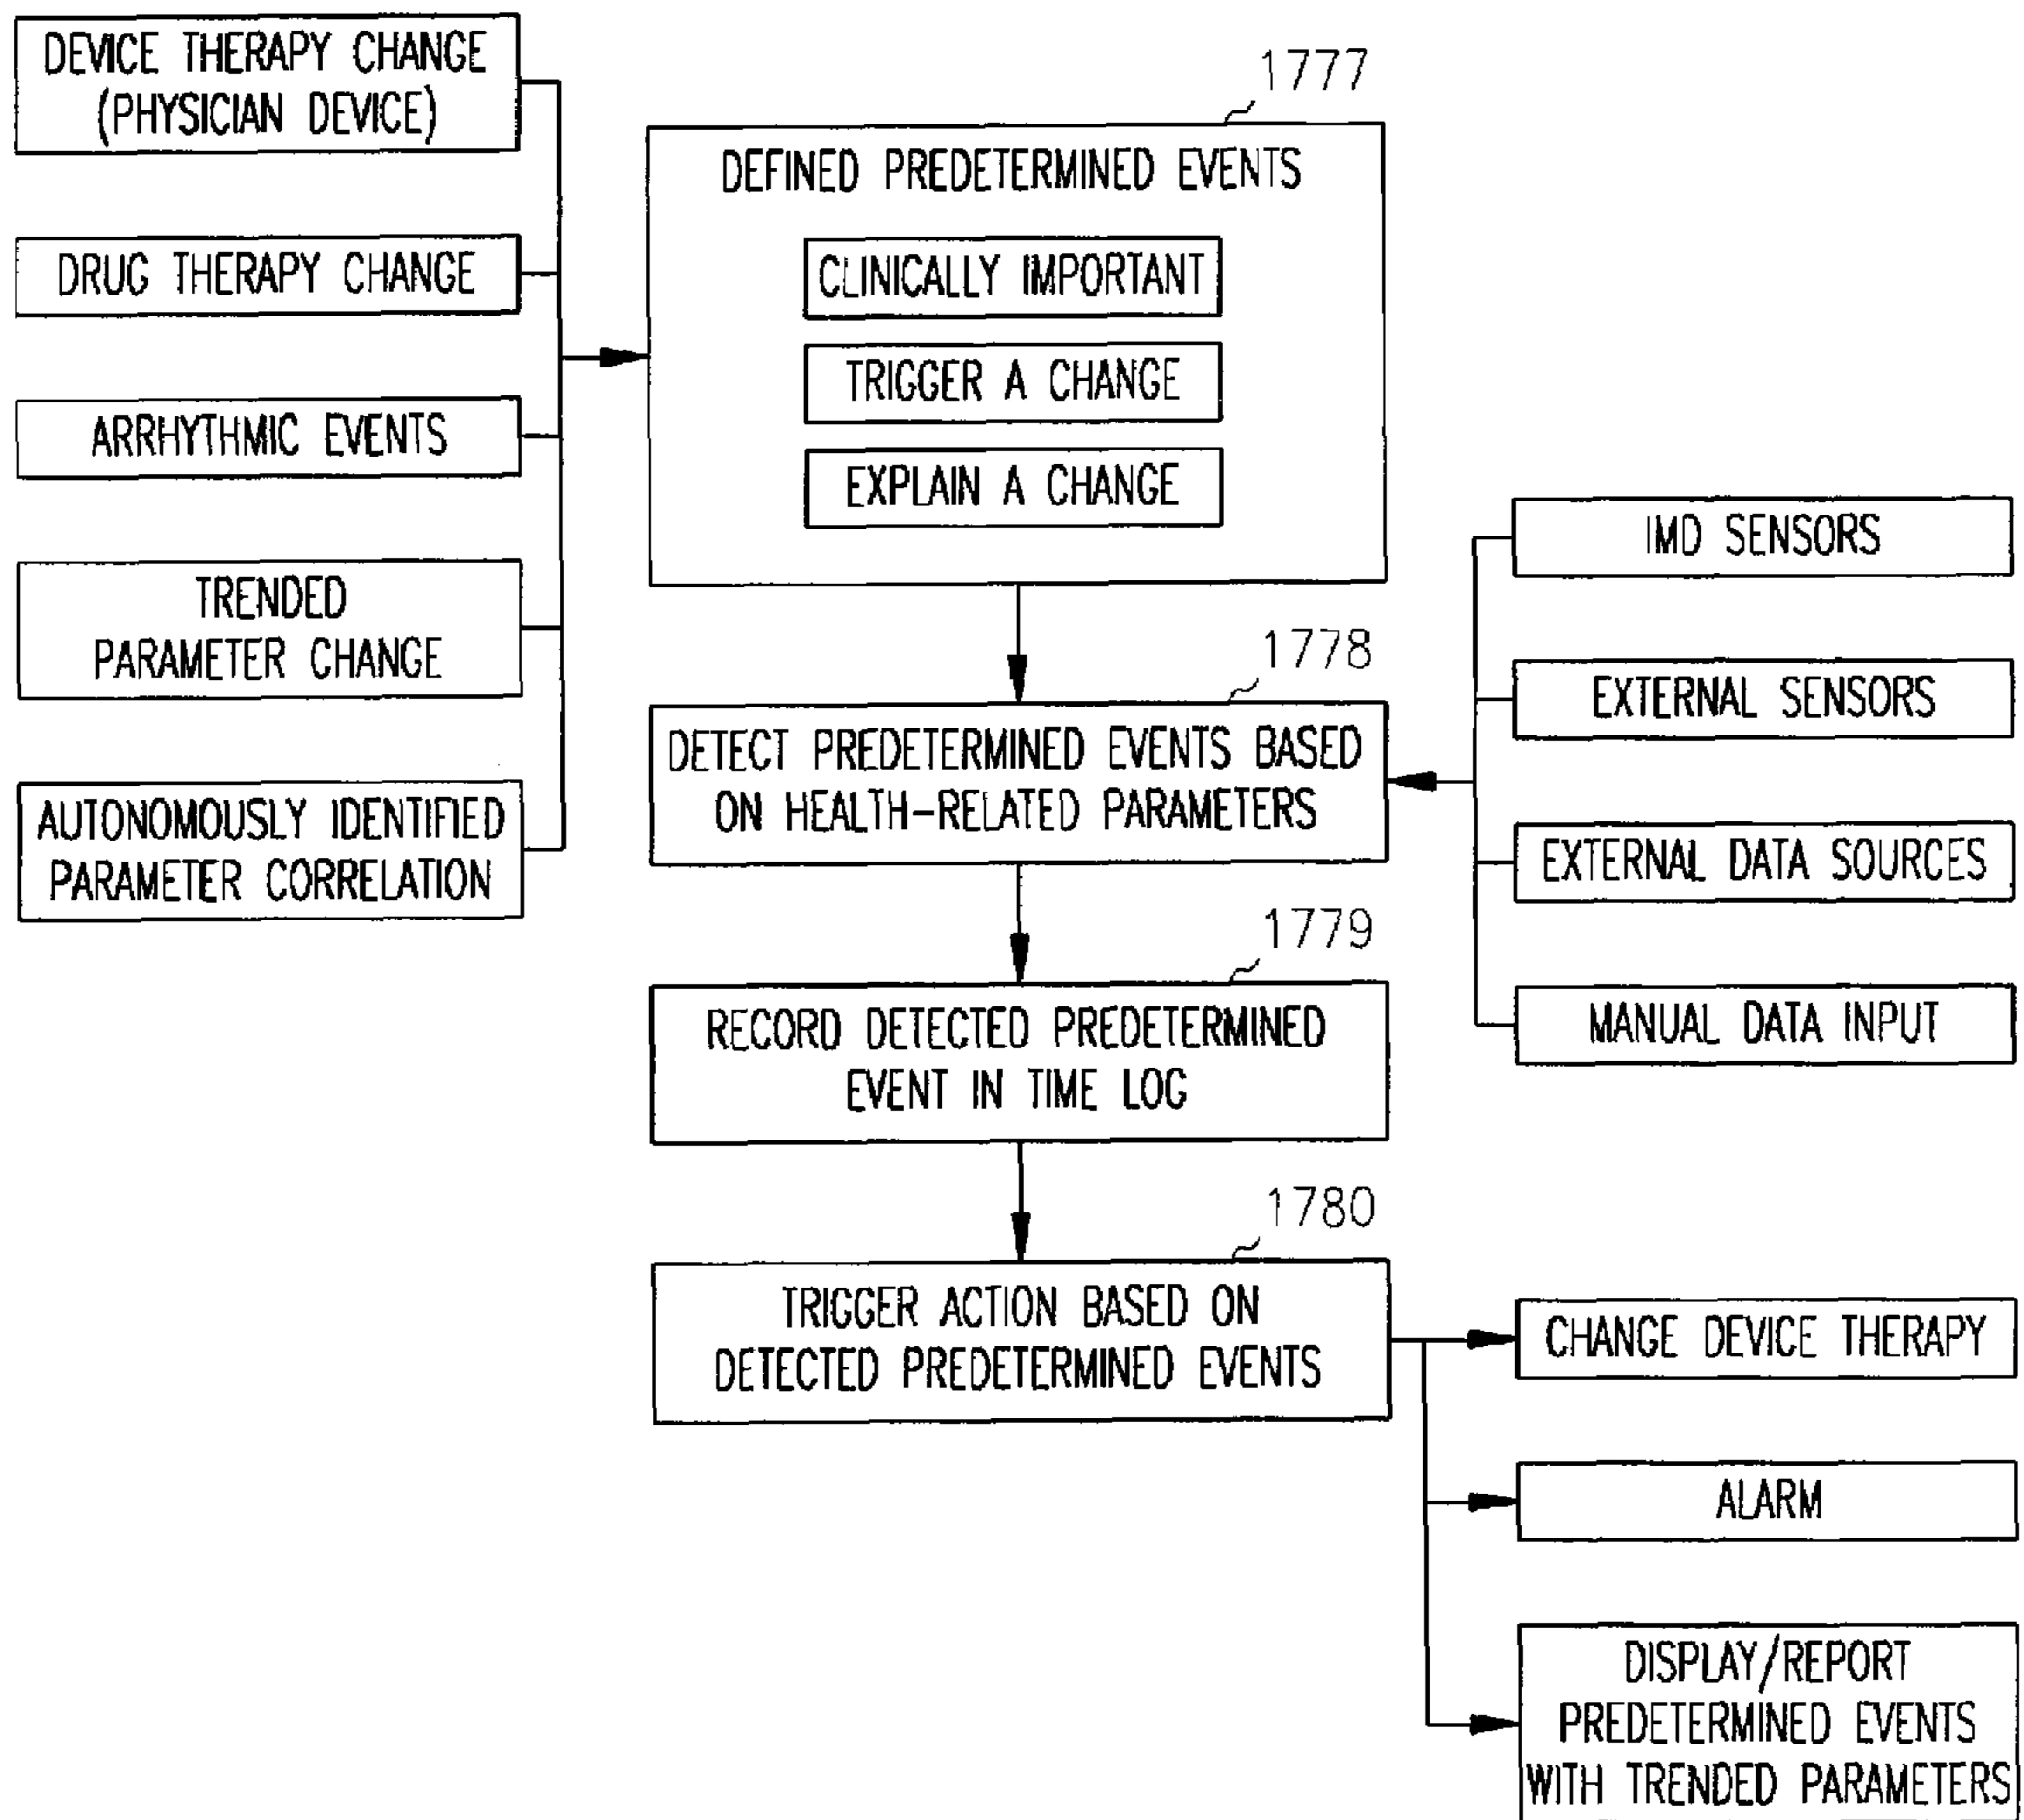 DEVICE THERAPY CHANGE
(PHYSICIAN DEVICE)
DRUG THERAPY CHANGE
ARRHYTHMIC EVENTS
TRENDED
PARAMETER CHANGE
AUTONOMOUSLY IDENTIFIED
PARAMETER CORRELATION
1777
DEFINED PREDETERMINED EVENTS
CLINICALLY IMPORTANT
TRIGGER A CHANGE
EXPLAIN A CHANGE
1778
DETECT PREDETERMINED EVENTS BASED
ON HEALTH-RELATED PARAMETERS
IMD SENSORS
EXTERNAL SENSORS
EXTERNAL DATA SOURCES
MANUAL DATA INPUT
1779
RECORD DETECTED PREDETERMINED
EVENT IN TIME LOG
1780
TRIGGER ACTION BASED ON
DETECTED PREDETERMINED EVENTS
CHANGE DEVICE THERAPY
ALARM
DISPLAY/REPORT
PREDETERMINED EVENTS
WITH TRENDED PARAMETERS